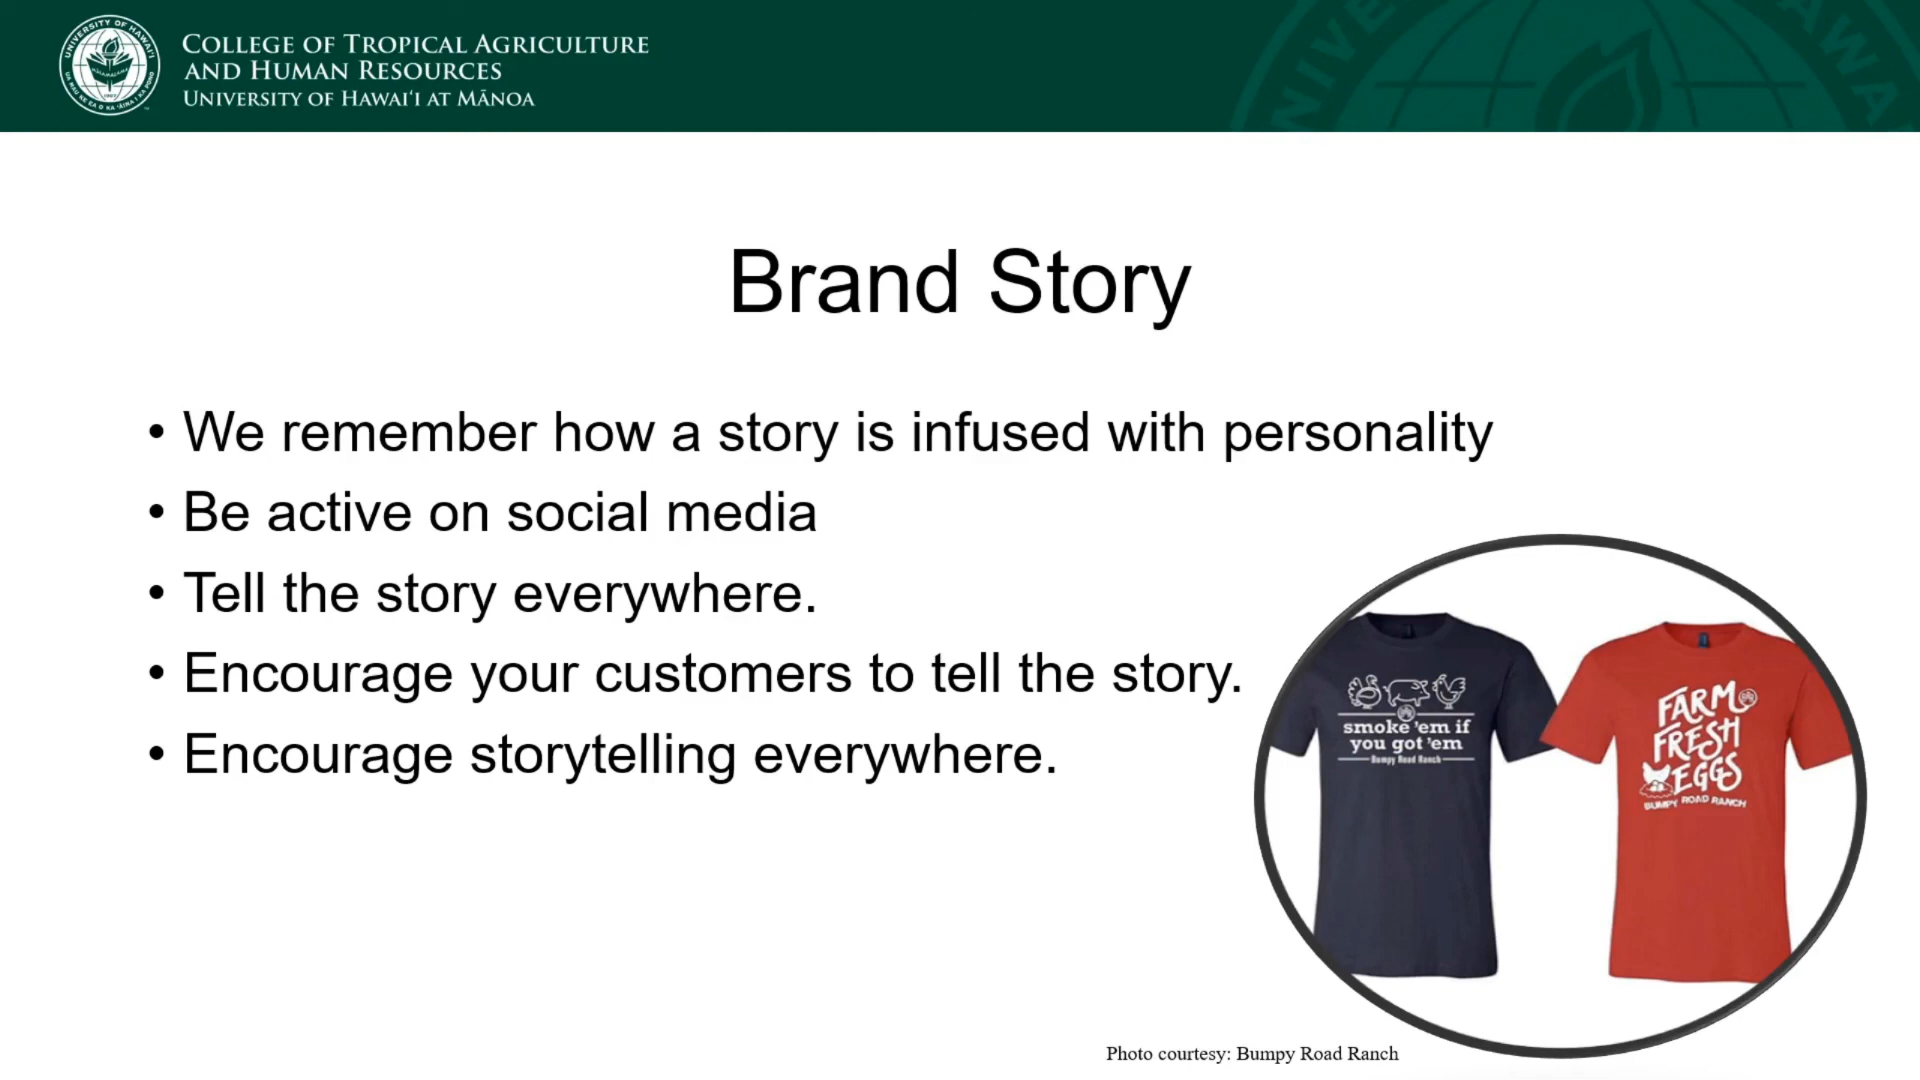 COLLEGE OF TROPICAL AGRICULTURE
AND HUMAN RESOURCES
UNIVERSITY OF HAWAI‘I AT MĀNOA
Brand Story
• We remember how a story is infused with personality
• Be active on social media
• Tell the story everywhere.
• Encourage your customers to tell the story.
• Encourage storytelling everywhere.
smoke 'em if
you got 'em
Bumpy Road Ranch
FARM
FRESH
EGGS
BUMPY ROAD RANCH
Photo courtesy: Bumpy Road Ranch